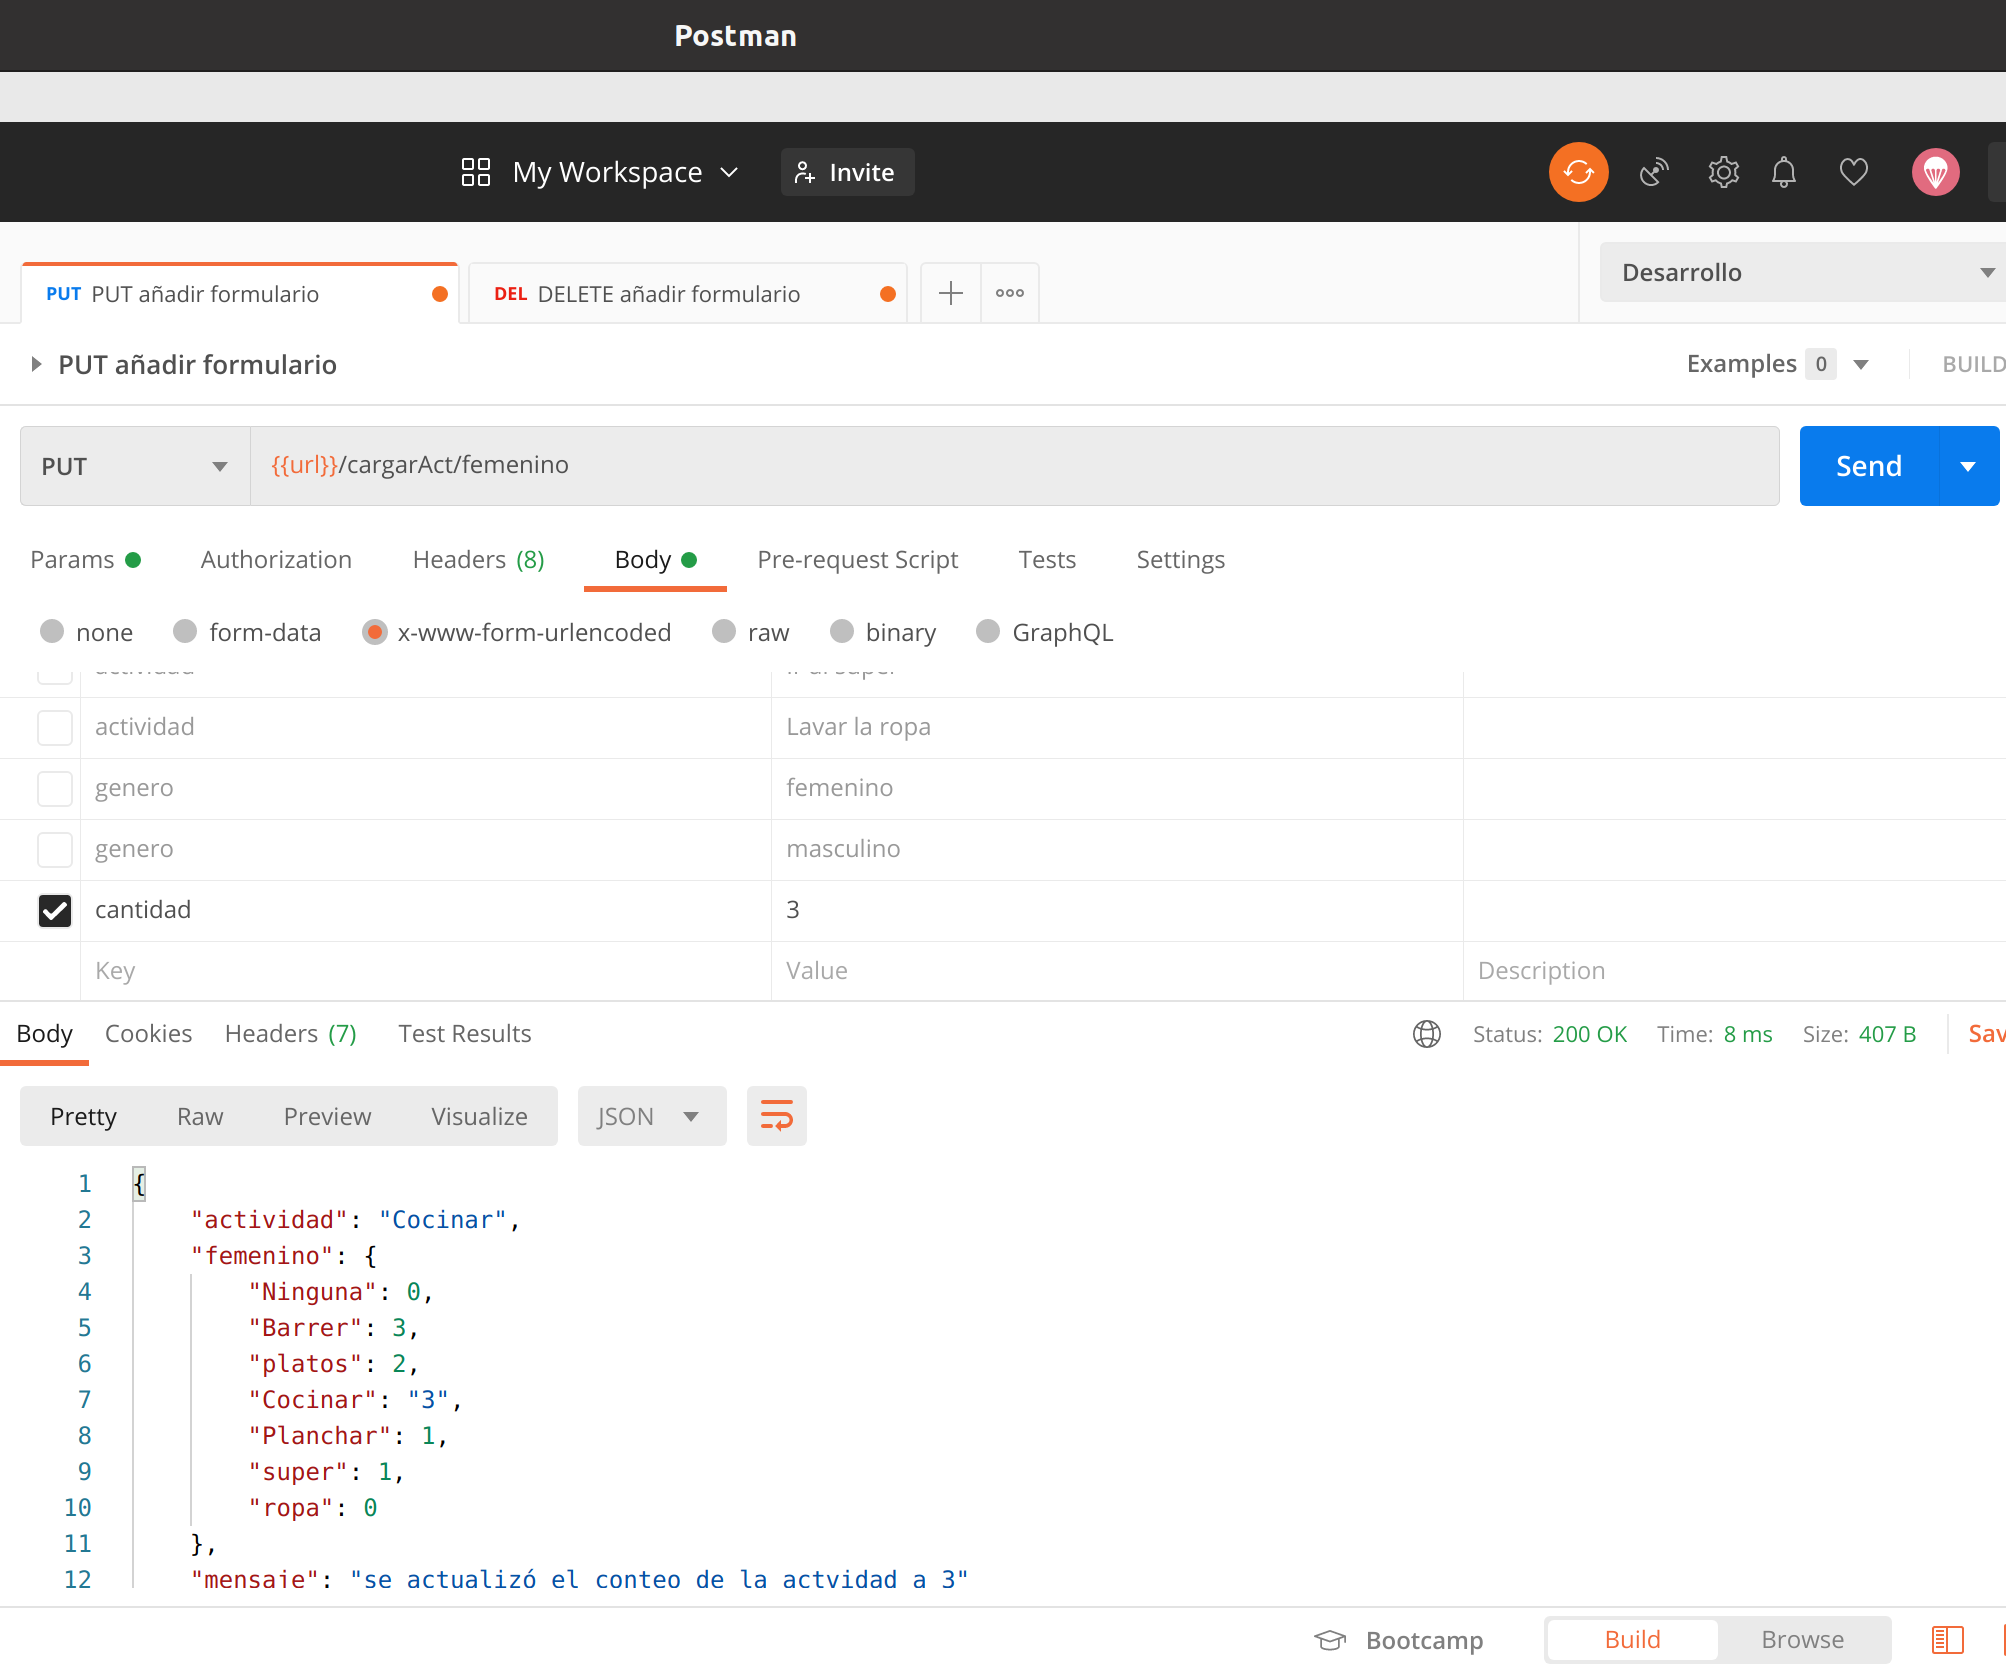 Postman
My Workspace Invite
PUT PUT añadir formulario DEL DELETE añadir formulario Desarrollo
PUT añadir formulario Examples 0 BUILD
PUT {{url}}/cargarAct/femenino Send
Params Authorization Headers (8) Body Pre-request Script Tests Settings
none form-data x-www-form-urlencoded raw binary GraphQL
actividad Ir al super
actividad Lavar la ropa
genero femenino
genero masculino
cantidad 3
Key Value Description
Body Cookies Headers (7) Test Results Status: 200 OK Time: 8 ms Size: 407 B Sav
Pretty Raw Preview Visualize JSON
1 {
2 "actividad": "Cocinar",
3 "femenino": {
4 "Ninguna": 0,
5 "Barrer": 3,
6 "platos": 2,
7 "Cocinar": "3",
8 "Planchar": 1,
9 "super": 1,
10 "ropa": 0
11 },
12 "mensaje": "se actualizó el conteo de la actvidad a 3"
Bootcamp Build Browse